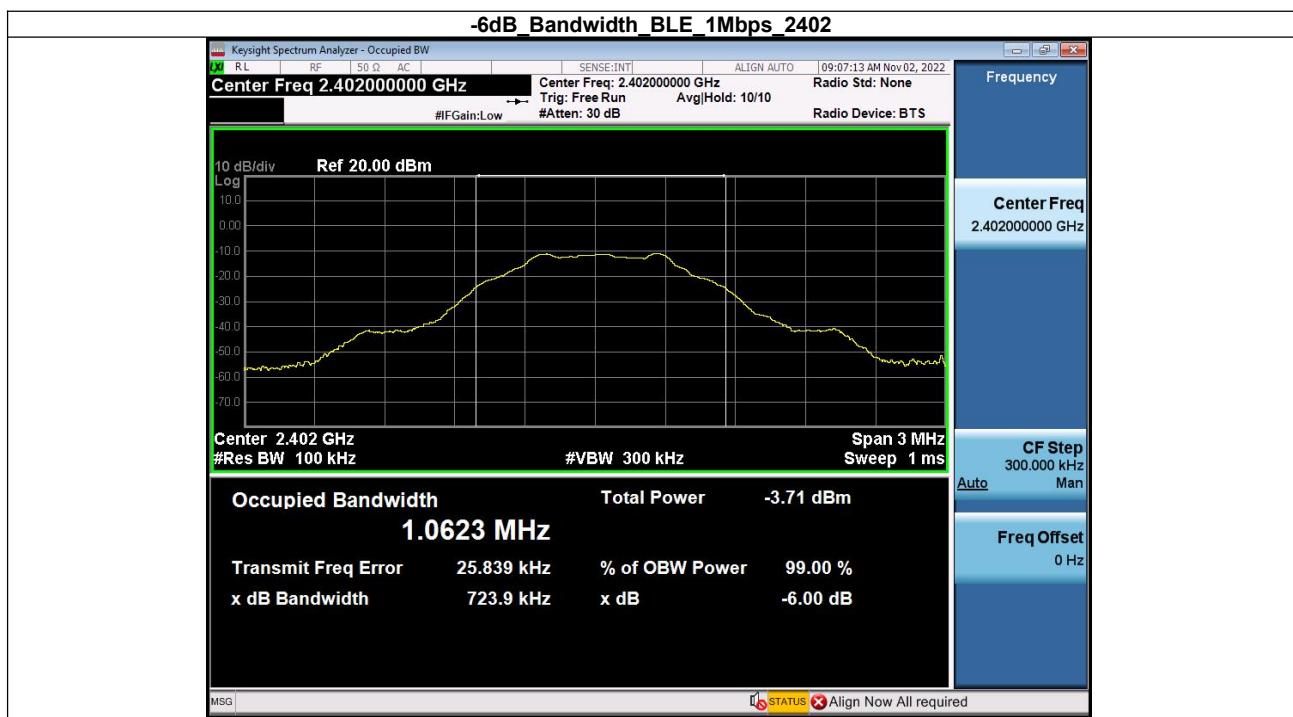 -6dB_Bandwidth_BLE_1Mbps_2402
Keysight Spectrum Analyzer - Occupied BW
LXI RL RF 50 Ω AC SENSE:INT ALIGN AUTO 09:07:13 AM Nov 02, 2022
Center Freq 2.402000000 GHz
Center Freq: 2.402000000 GHz Radio Std: None
Trig: Free Run Avg|Hold: 10/10
#IFGain:Low #Atten: 30 dB Radio Device: BTS
10 dB/div Ref 20.00 dBm
Log
10.0
0.00
-10.0
-20.0
-30.0
-40.0
-50.0
-60.0
-70.0
Center 2.402 GHz Span 3 MHz
#Res BW 100 kHz #VBW 300 kHz Sweep 1 ms
Occupied Bandwidth Total Power -3.71 dBm
1.0623 MHz
Transmit Freq Error 25.839 kHz % of OBW Power 99.00 %
x dB Bandwidth 723.9 kHz x dB -6.00 dB
Frequency
Center Freq
2.402000000 GHz
CF Step
300.000 kHz
Auto Man
Freq Offset
0 Hz
MSG STATUS Align Now All required